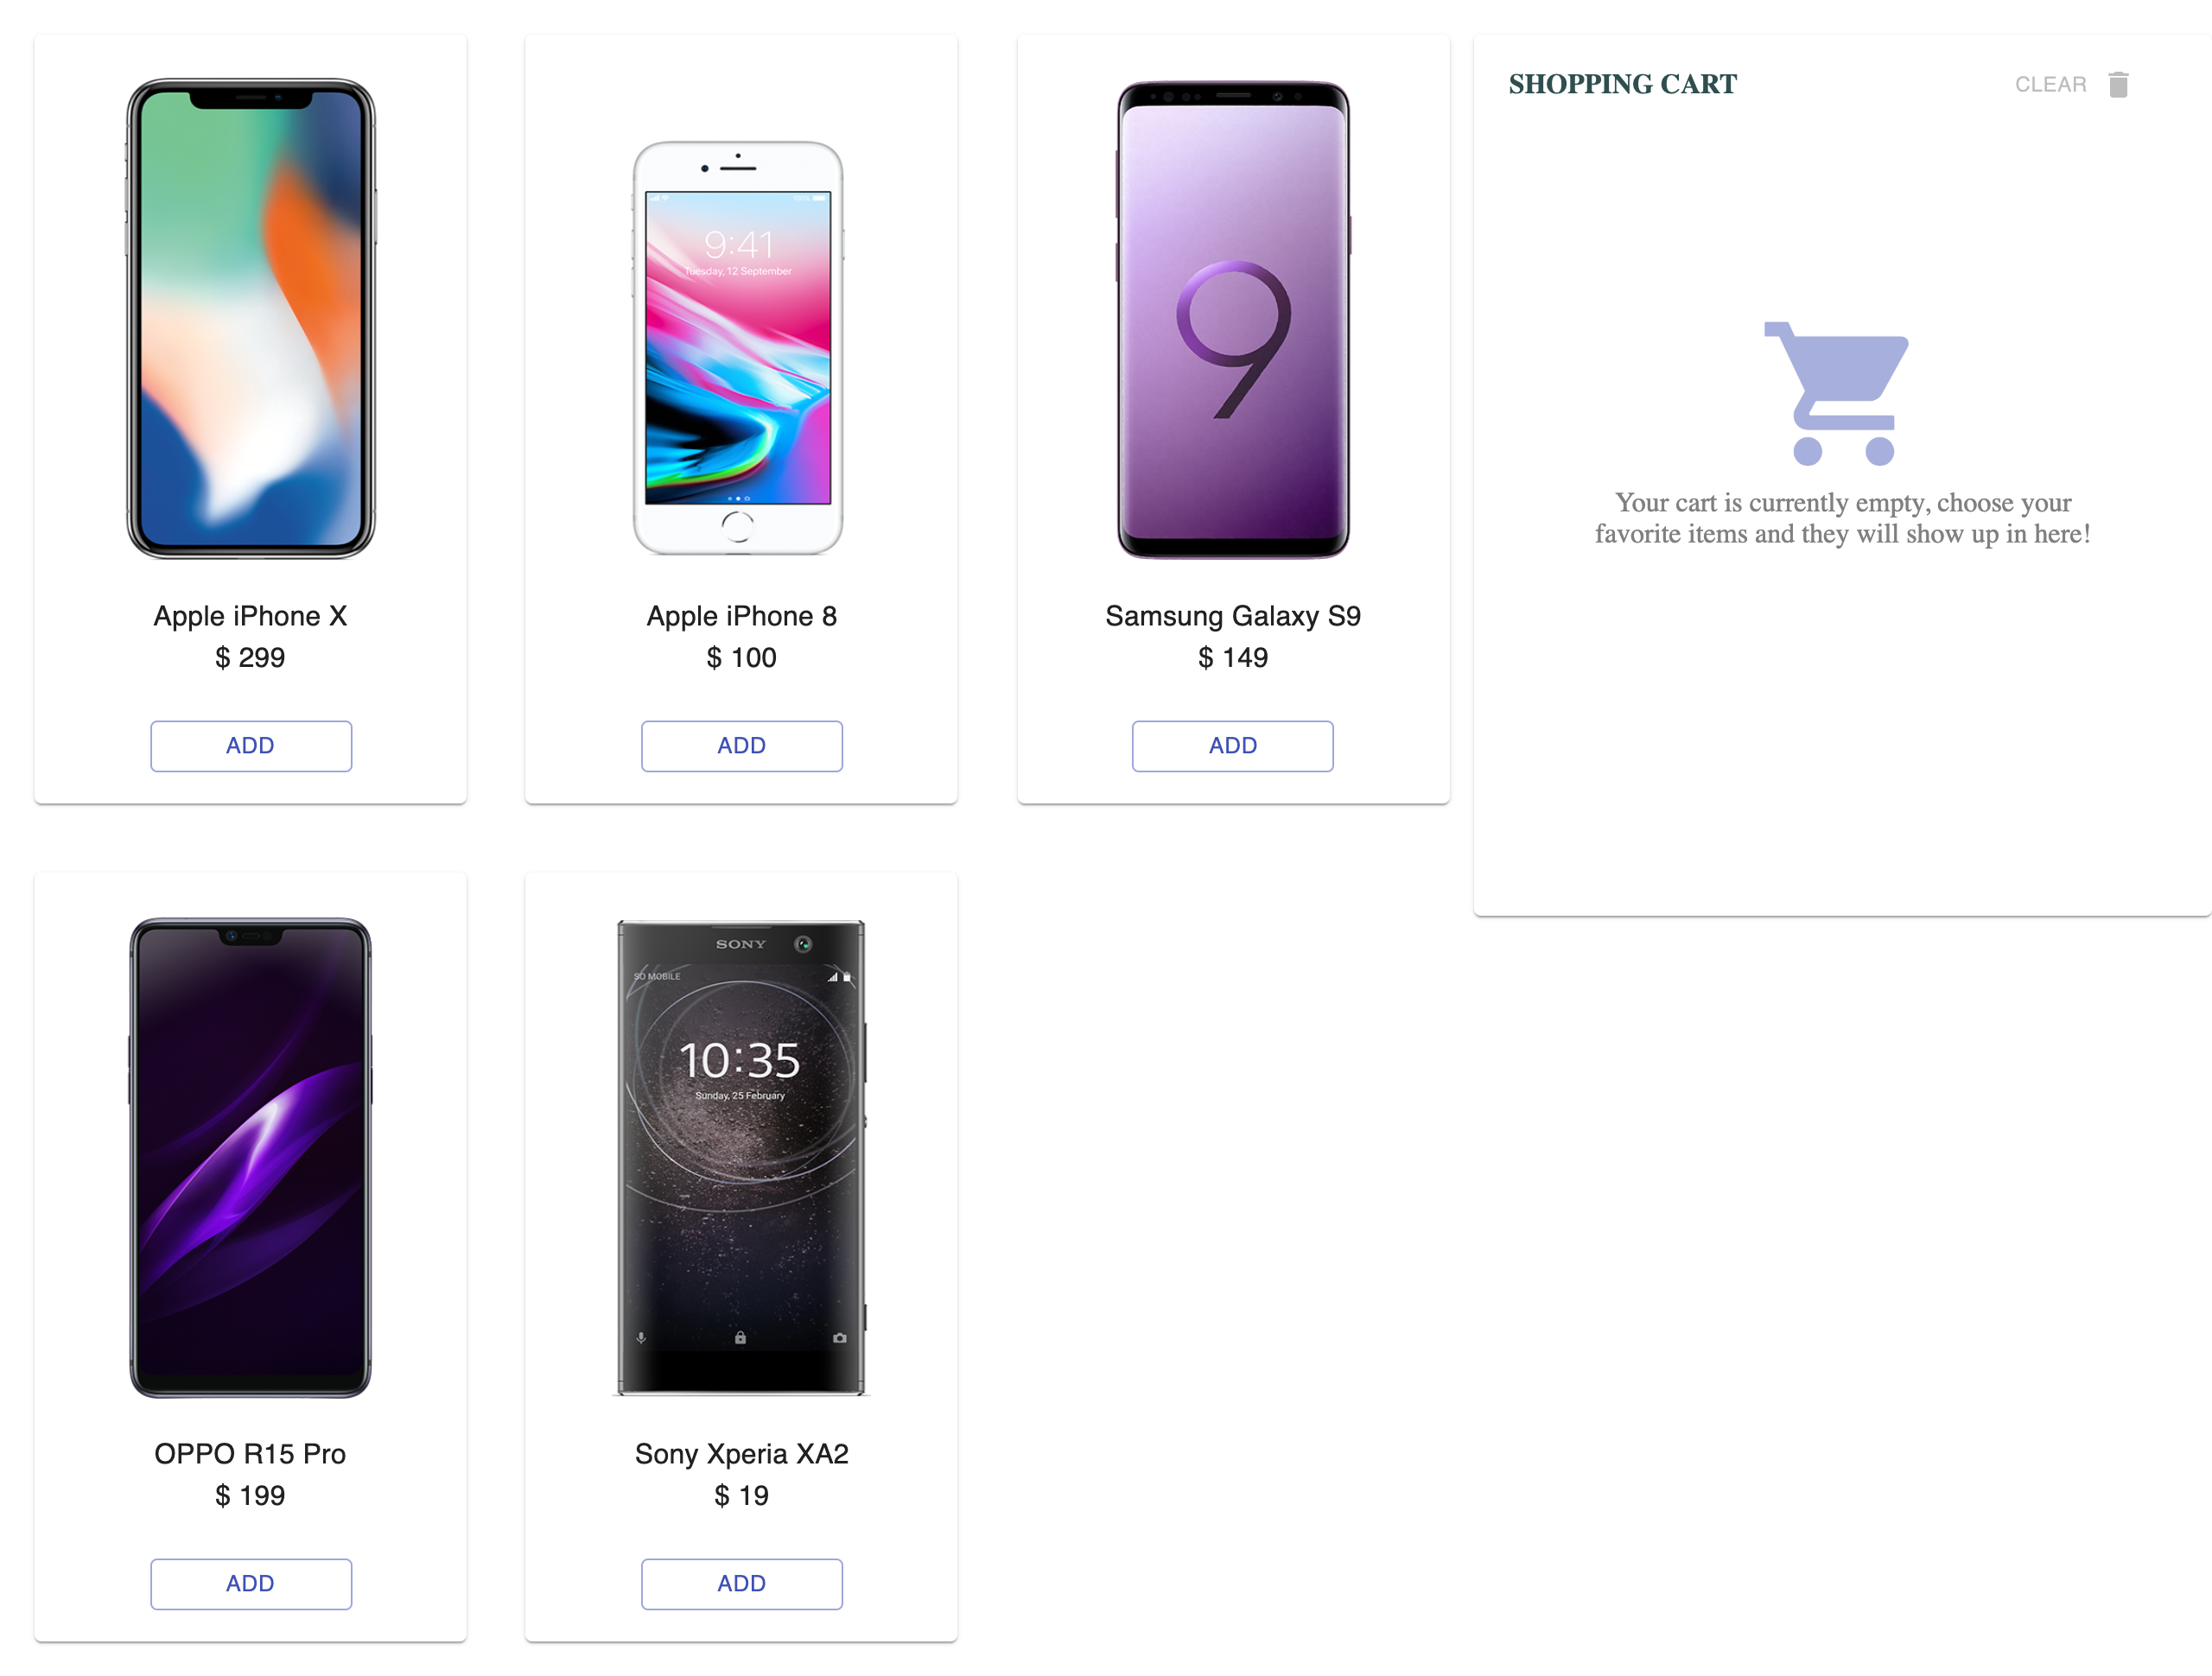 SHOPPING CART
CLEAR
9:41
Tuesday, 12 September
9
Apple iPhone X
$ 299
ADD
Apple iPhone 8
$ 100
ADD
Samsung Galaxy S9
$ 149
ADD
Your cart is currently empty, choose your
favorite items and they will show up in here!
SONY
SO MOBILE
10:35
Sunday, 25 February
OPPO R15 Pro
$ 199
ADD
Sony Xperia XA2
$ 19
ADD